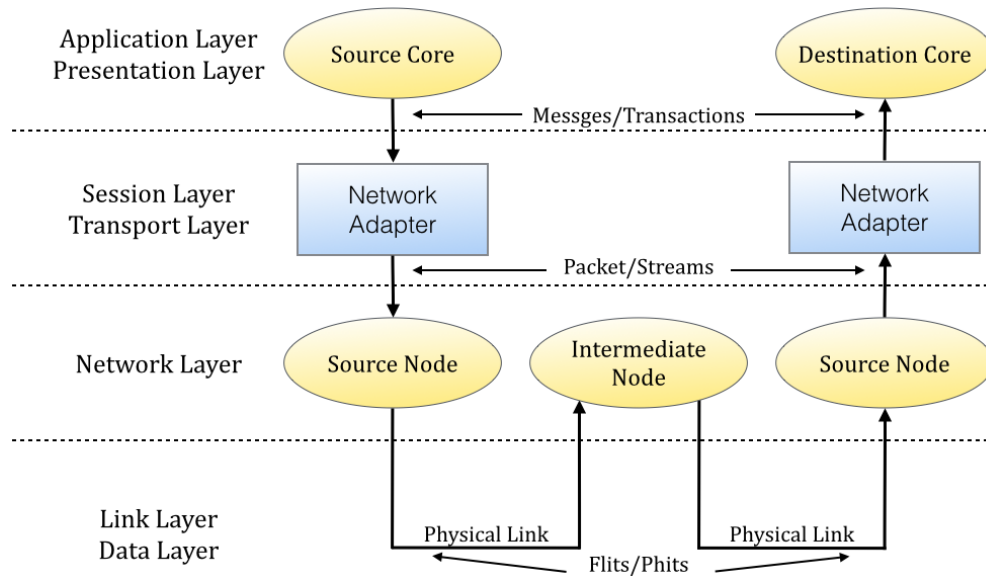 Application Layer
Presentation Layer
Source Core
Destination Core
Messges/Transactions
Session Layer
Transport Layer
Network
Adapter
Network
Adapter
Packet/Streams
Network Layer
Source Node
Intermediate
Node
Source Node
Link Layer
Data Layer
Physical Link
Physical Link
Flits/Phits